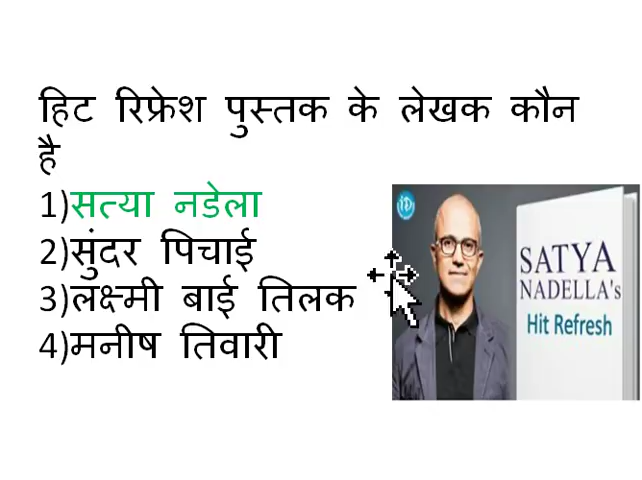 हिट रिफ्रेश पुस्तक के लेखक कौन
है
1)सत्या नडेला
2)सुंदर पिचाई
3)लक्ष्मी बाई तिलक
4)मनीष तिवारी
SATYA
NADELLA's
Hit Refresh